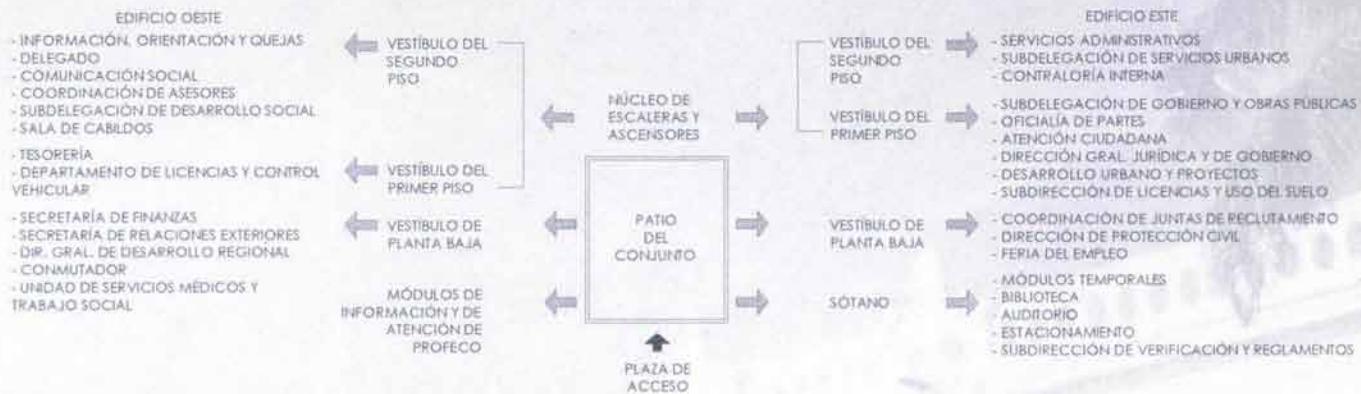 EDIFICIO OESTE
- INFORMACIÓN, ORIENTACIÓN Y QUEJAS
- DELEGADO
- COMUNICACIÓN SOCIAL
- COORDINACIÓN DE ASESORES
- SUBDELEGACIÓN DE DESARROLLO SOCIAL
- SALA DE CABILDOS
- TESORERÍA
- DEPARTAMENTO DE LICENCIAS Y CONTROL
VEHICULAR
- SECRETARÍA DE FINANZAS
- SECRETARÍA DE RELACIONES EXTERIORES
- DIR. GRAL. DE DESARROLLO REGIONAL
- CONMUTADOR
- UNIDAD DE SERVICIOS MÉDICOS Y
TRABAJO SOCIAL
VESTÍBULO DEL
SEGUNDO
PISO
VESTÍBULO DEL
PRIMER PISO
VESTÍBULO DE
PLANTA BAJA
MÓDULOS DE
INFORMACIÓN Y DE
ATENCIÓN DE
PROFECO
NÚCLEO DE
ESCALERAS Y
ASCENSORES
PATIO
DEL
CONJUNTO
PLAZA DE
ACCESO
VESTÍBULO DEL
SEGUNDO
PISO
VESTÍBULO DEL
PRIMER PISO
VESTÍBULO DE
PLANTA BAJA
SÓTANO
EDIFICIO ESTE
- SERVICIOS ADMINISTRATIVOS
- SUBDELEGACIÓN DE SERVICIOS URBANOS
- CONTRALORÍA INTERNA
- SUBDELEGACIÓN DE GOBIERNO Y OBRAS PÚBLICAS
- OFICIALÍA DE PARTES
- ATENCIÓN CIUDADANA
- DIRECCIÓN GRAL. JURÍDICA Y DE GOBIERNO
- DESARROLLO URBANO Y PROYECTOS
- SUBDIRECCIÓN DE LICENCIAS Y USO DEL SUELO
- COORDINACIÓN DE JUNTAS DE RECLUTAMIENTO
- DIRECCIÓN DE PROTECCIÓN CIVIL
- FERIA DEL EMPLEO
- MÓDULOS TEMPORALES
- BIBLIOTECA
- AUDITORIO
- ESTACIONAMIENTO
- SUBDIRECCIÓN DE VERIFICACIÓN Y REGLAMENTOS